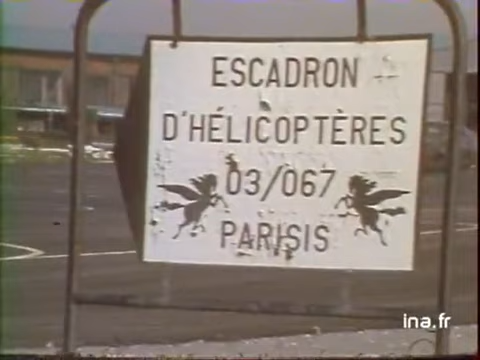 ESCADRON
D'HÉLICOPTÈRES
03/067
PARISIS
ina.fr